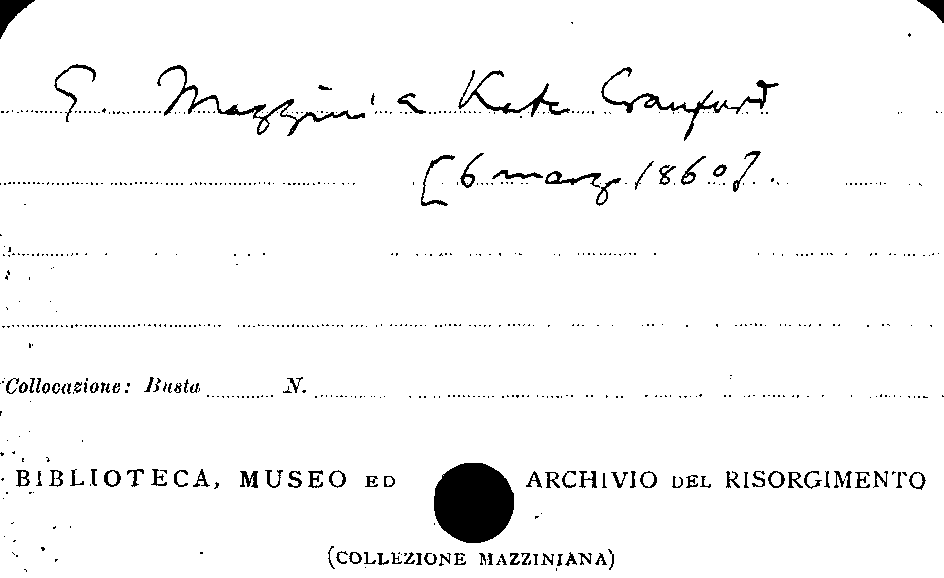 G. Mazzini a Kate Craufurd
[6 marzo 1860].
Collocazione: Busta ........ N. ........
BIBLIOTECA, MUSEO ED ARCHIVIO DEL RISORGIMENTO
(COLLEZIONE MAZZINIANA)